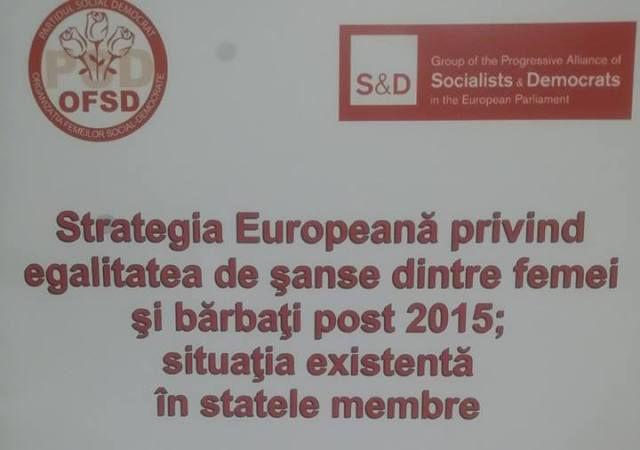 PARTIDUL SOCIAL DEMOCRAT
PSD
OFSD
ORGANIZAȚIA FEMEILOR SOCIAL-DEMOCRATE
S&D
Group of the Progressive Alliance of
Socialists & Democrats
in the European Parliament
Strategia Europeană privind
egalitatea de şanse dintre femei
şi bărbaţi post 2015;
situaţia existentă
în statele membre